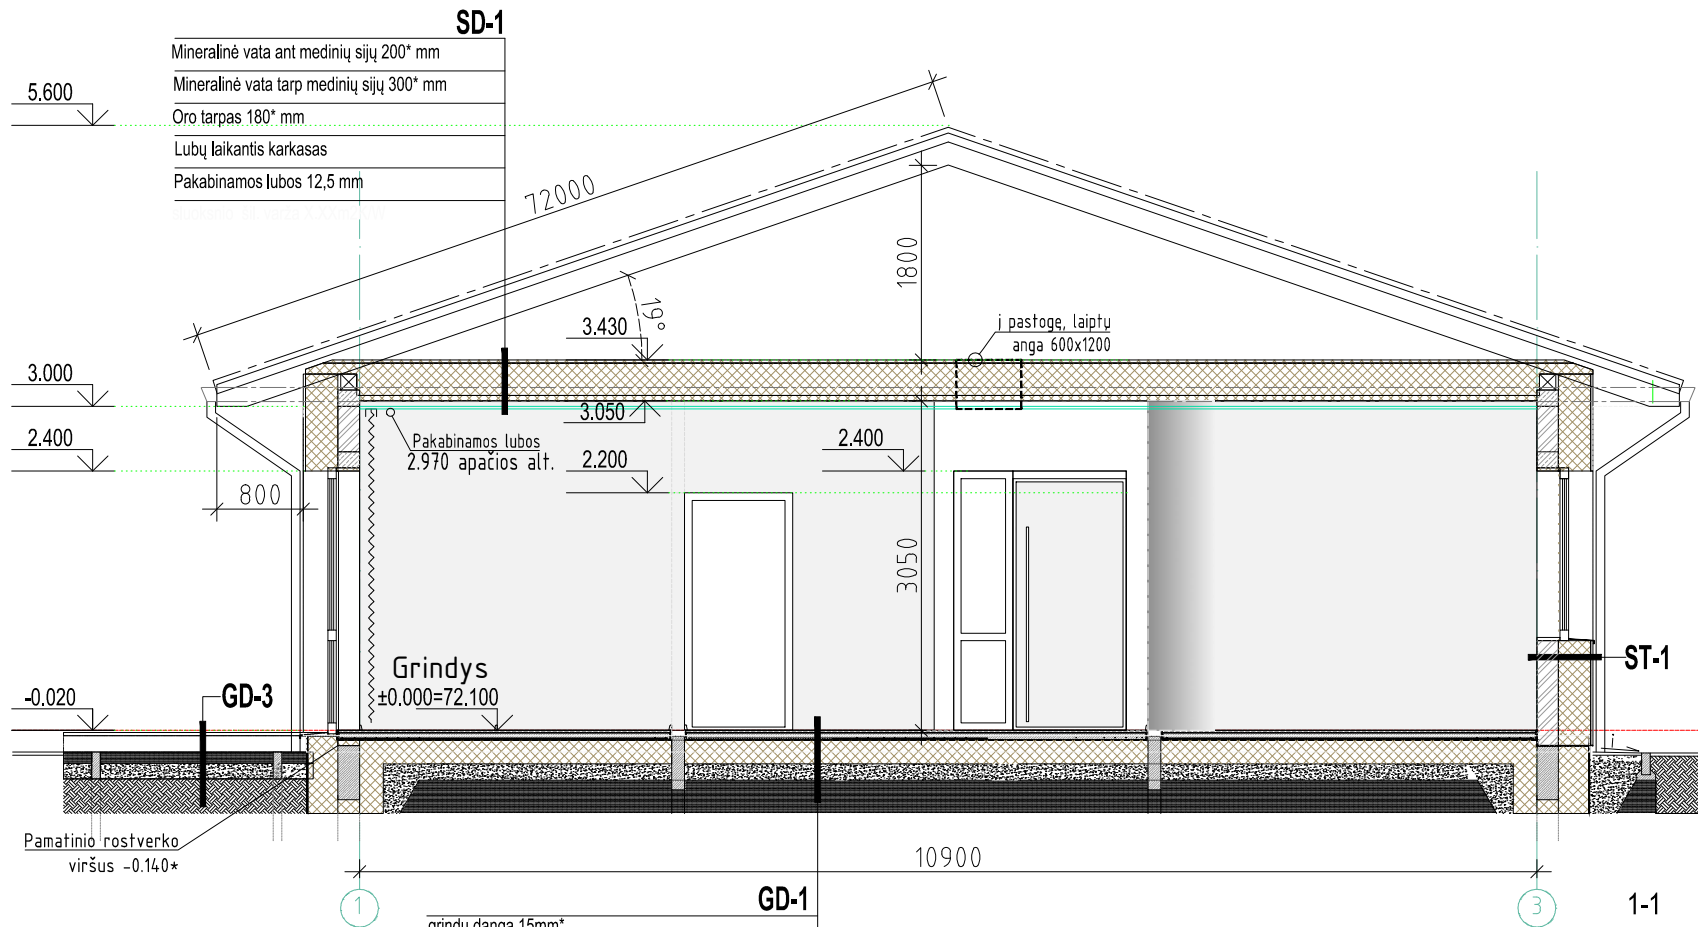 SD-1
Mineralinė vata ant medinių sijų 200* mm
Mineralinė vata tarp medinių sijų 300* mm
Oro tarpas 180* mm
Lubų laikantis karkasas
Pakabinamos lubos 12,5 mm
5.600
72000
1800
19°
3.430
į pastogę, laiptų
anga 600x1200
3.000
3.050
Pakabinamos lubos
2.970 apačios alt.
2.400
2.200
2.400
800
3050
Grindys
±0.000=72.100
ST-1
-0.020
GD-3
i
Pamatinio rostverko
viršus -0.140*
10900
1
GD-1
3
1-1
grindų danga 15mm*